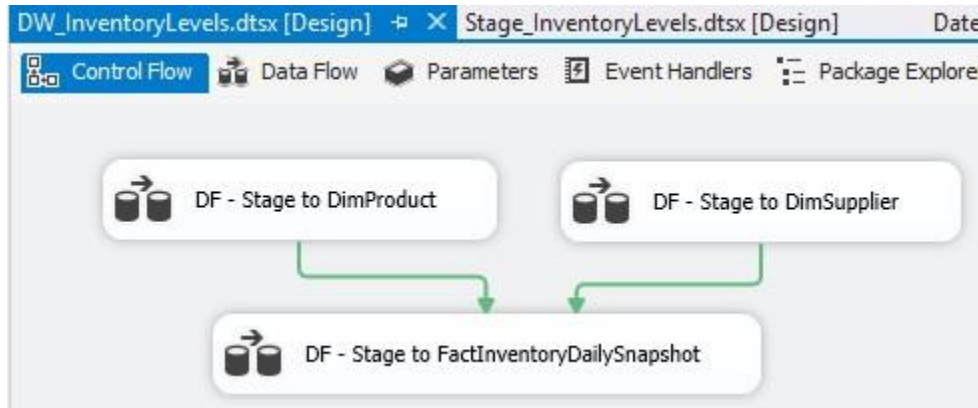 DW_InventoryLevels.dtsx [Design] Stage_InventoryLevels.dtsx [Design] Date
Control Flow Data Flow Parameters Event Handlers Package Explore
DF - Stage to DimProduct DF - Stage to DimSupplier
DF - Stage to FactInventoryDailySnapshot